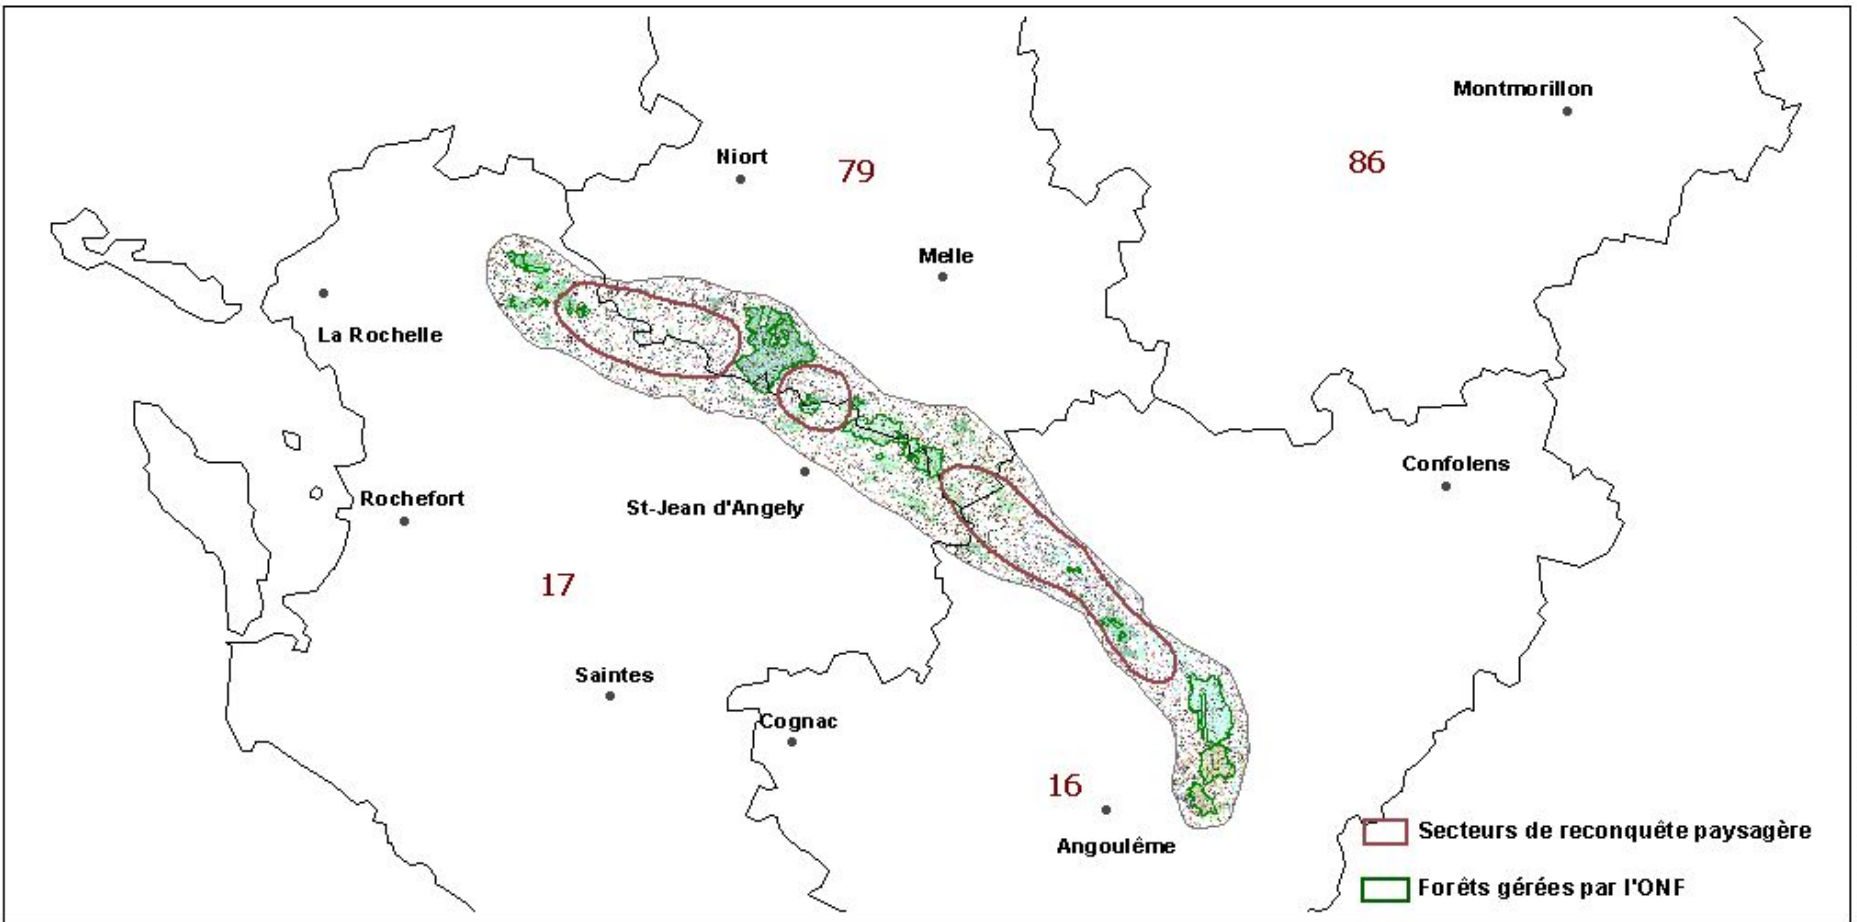 Montmorillon
Niort
79
86
Melle
La Rochelle
Confolens
Rochefort
St-Jean d'Angely
17
Saintes
Cognac
16
Angoulême
Secteurs de reconquête paysagère
Forêts gérées par l'ONF